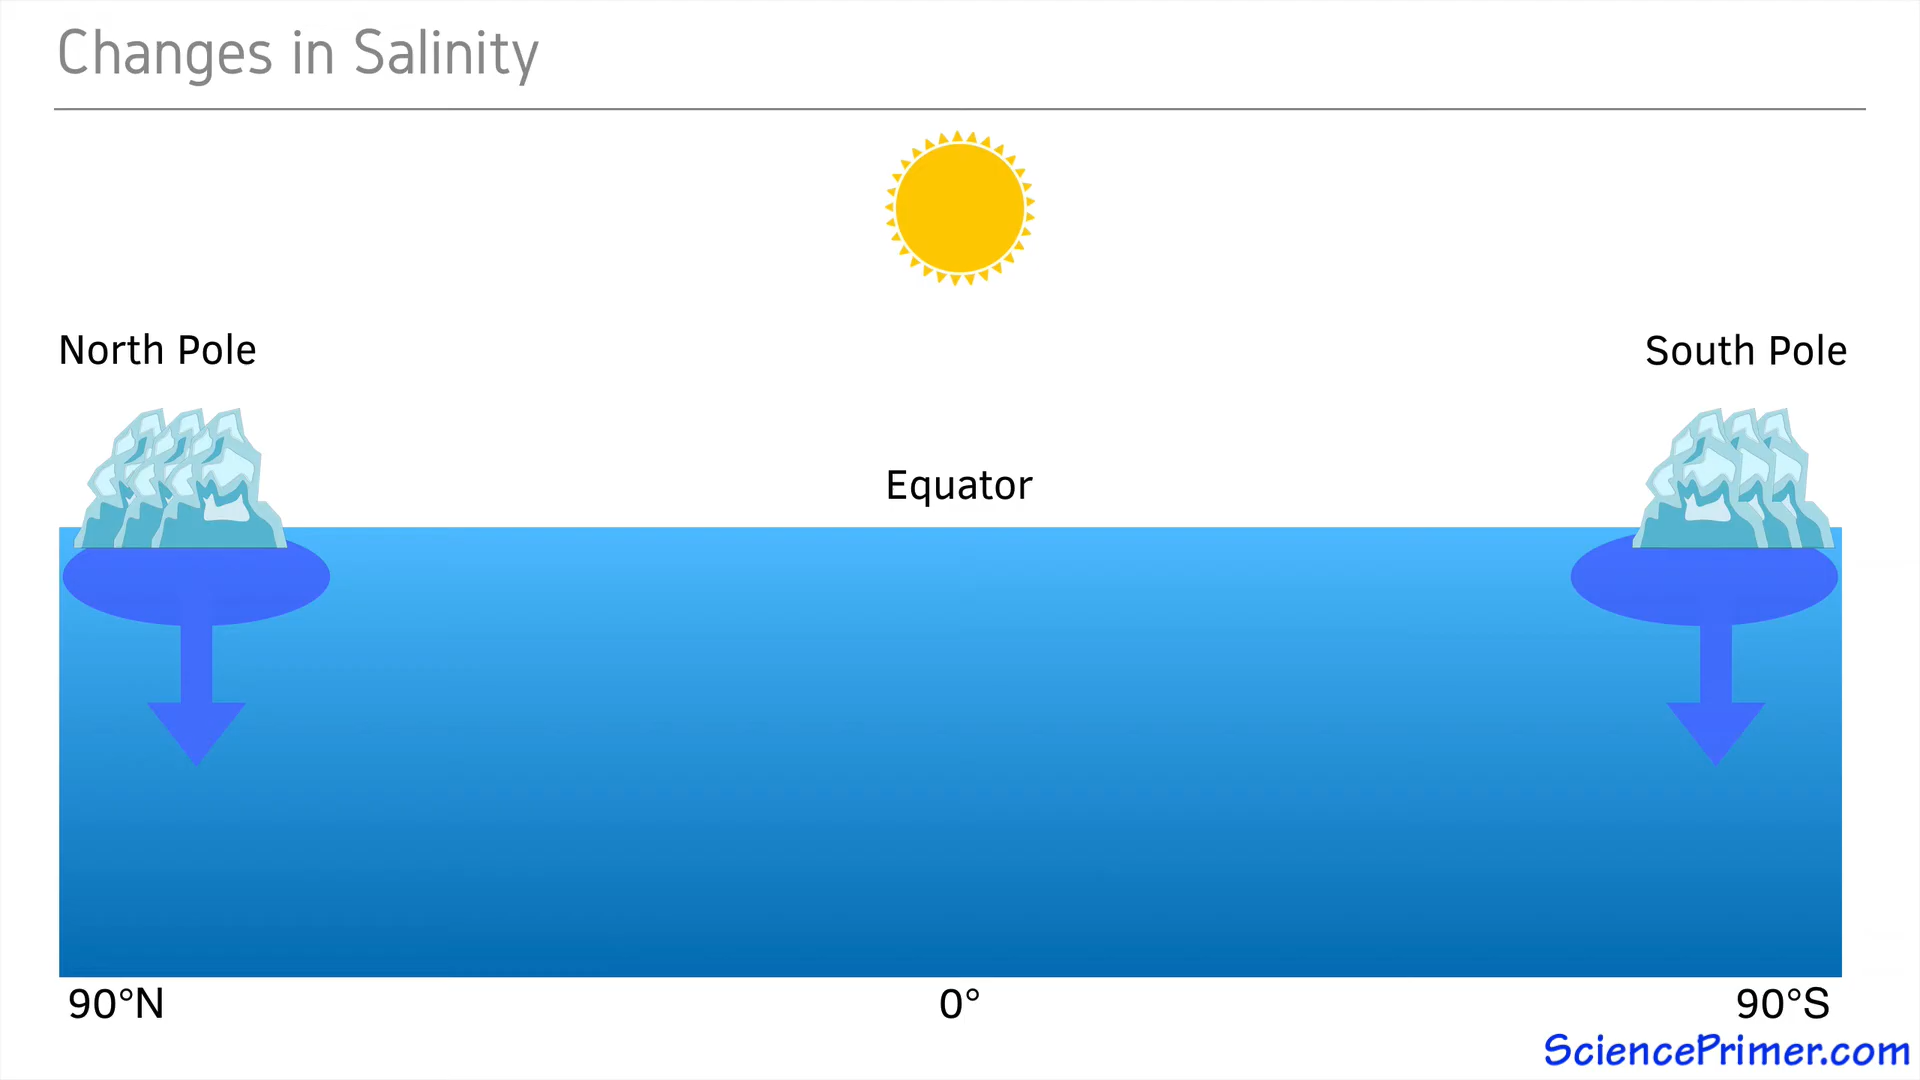 Changes in Salinity
North Pole
South Pole
Equator
90°N
0°
90°S
SciencePrimer.com